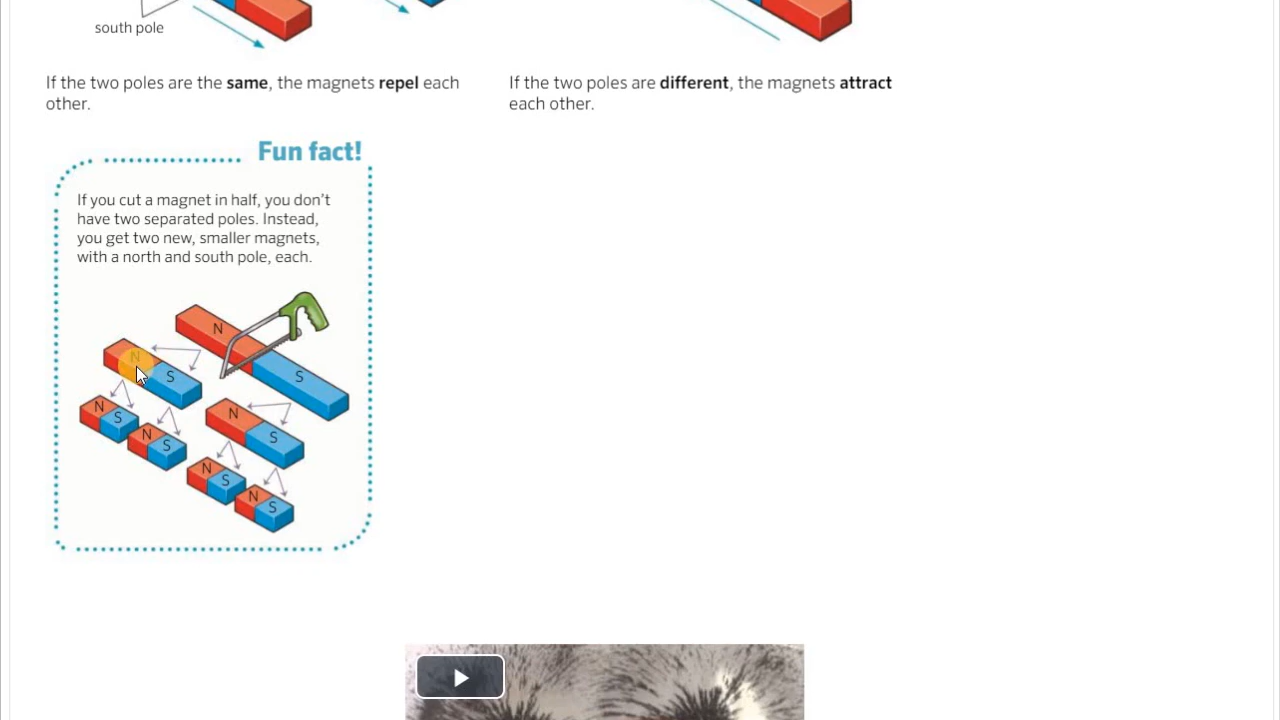 south pole
If the two poles are the same, the magnets repel each
other.
If the two poles are different, the magnets attract
each other.
Fun fact!
If you cut a magnet in half, you don't
have two separated poles. Instead,
you get two new, smaller magnets,
with a north and south pole, each.
N
S
N
S
N
S
N
S
N
S
N
S
N
S